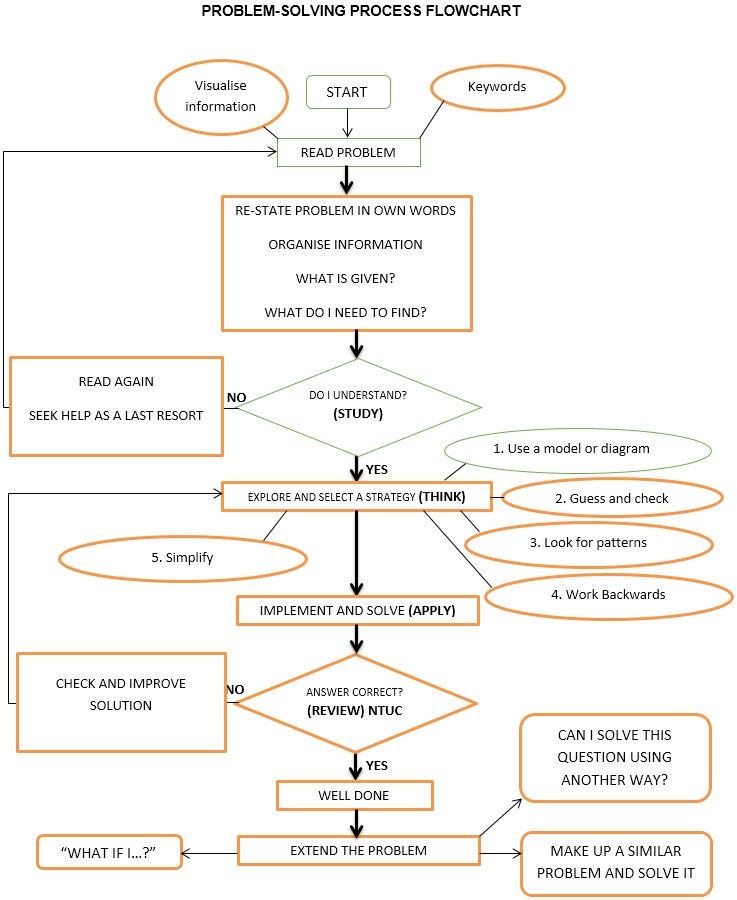 PROBLEM-SOLVING PROCESS FLOWCHART
Visualise
information
START
Keywords
READ PROBLEM
RE-STATE PROBLEM IN OWN WORDS
ORGANISE INFORMATION
WHAT IS GIVEN?
WHAT DO I NEED TO FIND?
READ AGAIN
SEEK HELP AS A LAST RESORT
NO
DO I UNDERSTAND?
(STUDY)
YES
1. Use a model or diagram
EXPLORE AND SELECT A STRATEGY (THINK)
2. Guess and check
3. Look for patterns
5. Simplify
4. Work Backwards
IMPLEMENT AND SOLVE (APPLY)
CHECK AND IMPROVE
SOLUTION
NO
ANSWER CORRECT?
(REVIEW) NTUC
YES
WELL DONE
CAN I SOLVE THIS
QUESTION USING
ANOTHER WAY?
EXTEND THE PROBLEM
“WHAT IF I...?”
MAKE UP A SIMILAR
PROBLEM AND SOLVE IT